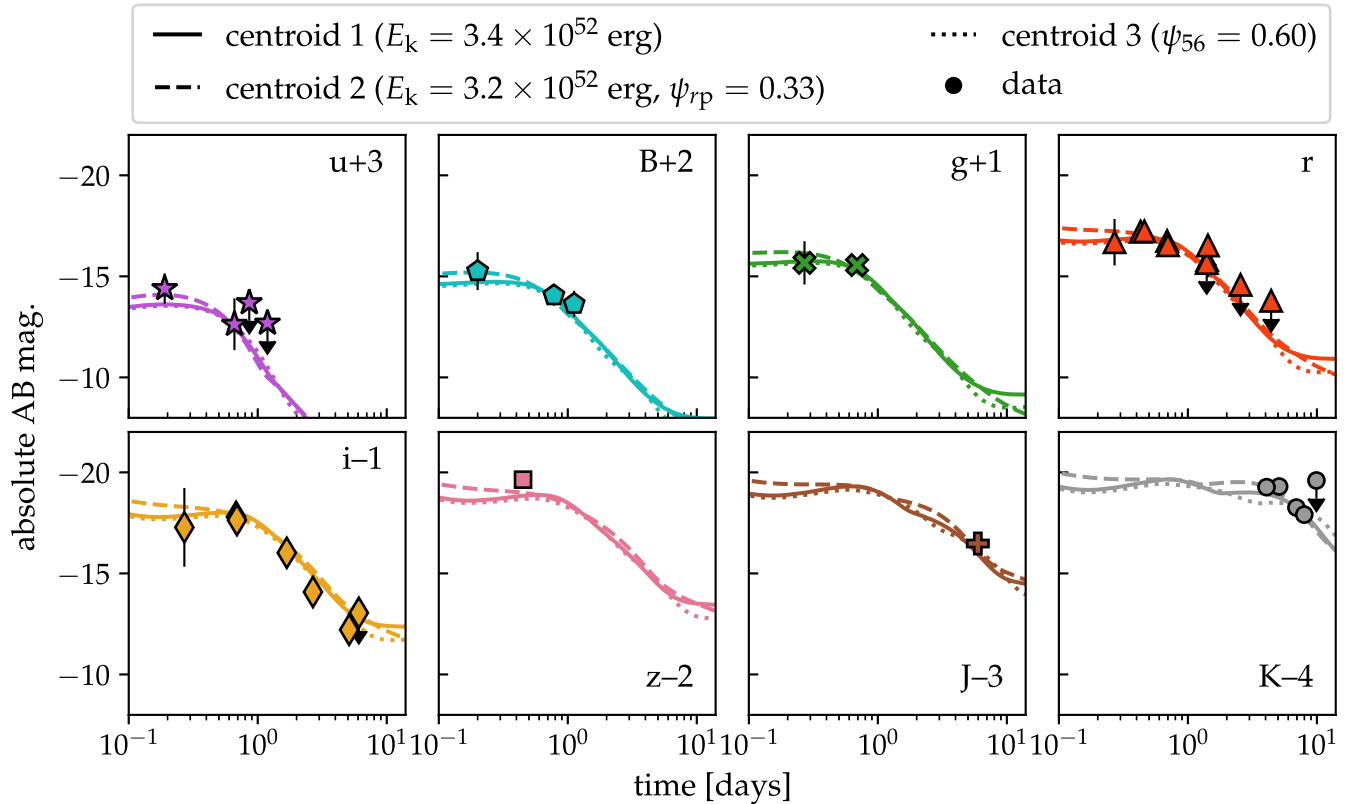 centroid 1 (E_k = 3.4 × 10^52 erg)
centroid 2 (E_k = 3.2 × 10^52 erg, ψ_rp = 0.33)
centroid 3 (ψ_56 = 0.60)
data
u+3
B+2
g+1
r
−20
−15
−10
absolute AB mag.
i–1
z–2
J–3
K–4
−20
−15
−10
10^−1
10^0
10^1
10^−1
10^0
10^1
10^−1
10^0
10^1
10^−1
10^0
10^1
time [days]